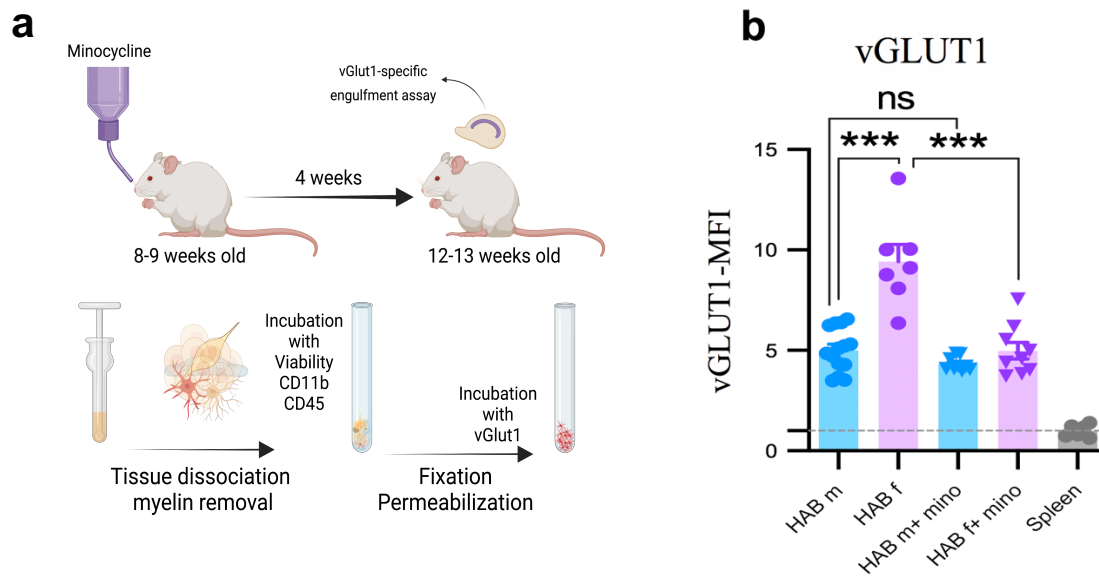 a
Minocycline
vGlut1-specific
engulfment assay
4 weeks
8-9 weeks old
12-13 weeks old
Incubation
with
Viability
CD11b
CD45
Incubation
with
vGlut1
Tissue dissociation
myelin removal
Fixation
Permeabilization
b
vGLUT1
ns
***
***
vGLUT1-MFI
15
10
5
0
HAB m
HAB f
HAB m+ mino
HAB f+ mino
Spleen